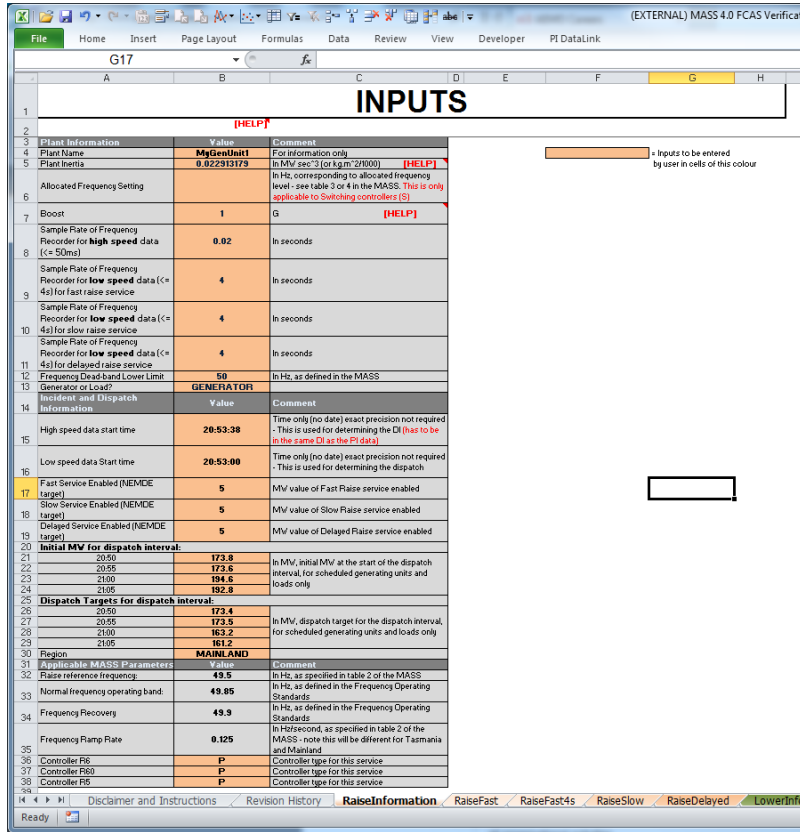 (EXTERNAL) MASS 4.0 FCAS Verificat
File Home Insert Page Layout Formulas Data Review View Developer PI DataLink
G17 fx
A B C D E F G H
1 INPUTS
2 [HELP]
3 Plant Information Value Comment
4 Plant Name MyGenUnit1 For information only
5 Plant Inertia 0.022913179 In MW sec^3 (or kg.m^2/1000) [HELP]
= Inputs to be entered
by user in cells of this colour
In Hz, corresponding to allocated frequency
Allocated Frequency Setting level - see table 3 or 4 in the MASS. This is only
6 applicable to Switching controllers (S)
7 Boost 1 G [HELP]
Sample Rate of Frequency
Recorder for high speed data 0.02 In seconds
8 (<= 50ms)
Sample Rate of Frequency
Recorder for low speed data (<= 4 In seconds
9 4s) for fast raise service
Sample Rate of Frequency
Recorder for low speed data (<= 4 In seconds
10 4s) for slow raise service
Sample Rate of Frequency
Recorder for low speed data (<= 4 In seconds
11 4s) for delayed raise service
12 Frequency Dead-band Lower Limit 50 In Hz, as defined in the MASS
13 Generator or Load? GENERATOR
Incident and Dispatch
14 Information Value Comment
Time only (no date) exact precision not required
High speed data start time 20:53:38 - This is used for determining the DI (has to be
15 in the same DI as the PI data)
Low speed data Start time 20:53:00 Time only (no date) exact precision not required
16 - This is used for determining the dispatch
Fast Service Enabled (NEMDE
17 target) 5 MW value of Fast Raise service enabled
Slow Service Enabled (NEMDE
18 target) 5 MW value of Slow Raise service enabled
Delayed Service Enabled (NEMDE
19 target) 5 MW value of Delayed Raise service enabled
20 Initial MW for dispatch interval:
21 20:50 173.8
22 20:55 173.6 In MW, initial MW at the start of the dispatch
23 21:00 194.6 interval, for scheduled generating units and
24 21:05 192.8 loads only
25 Dispatch Targets for dispatch interval:
26 20:50 173.4
27 20:55 173.5 In MW, dispatch target for the dispatch interval,
28 21:00 163.2 for scheduled generating units and loads only
29 21:05 161.2
30 Region MAINLAND
31 Applicable MASS Parameters Value Comment
32 Raise reference frequency: 49.5 In Hz, as specified in table 2 of the MASS
Normal frequency operating band: 49.85 In Hz, as defined in the Frequency Operating
33 Standards
Frequency Recovery 49.9 In Hz, as defined in the Frequency Operating
34 Standards
In Hz/second, as specified in table 2 of the
Frequency Ramp Rate 0.125 MASS - note this will be different for Tasmania
35 and Mainland
36 Controller R6 P Controller type for this service
37 Controller R60 P Controller type for this service
38 Controller R5 P Controller type for this service
39
Disclaimer and Instructions Revision History RaiseInformation RaiseFast RaiseFast4s RaiseSlow RaiseDelayed LowerInfo
Ready